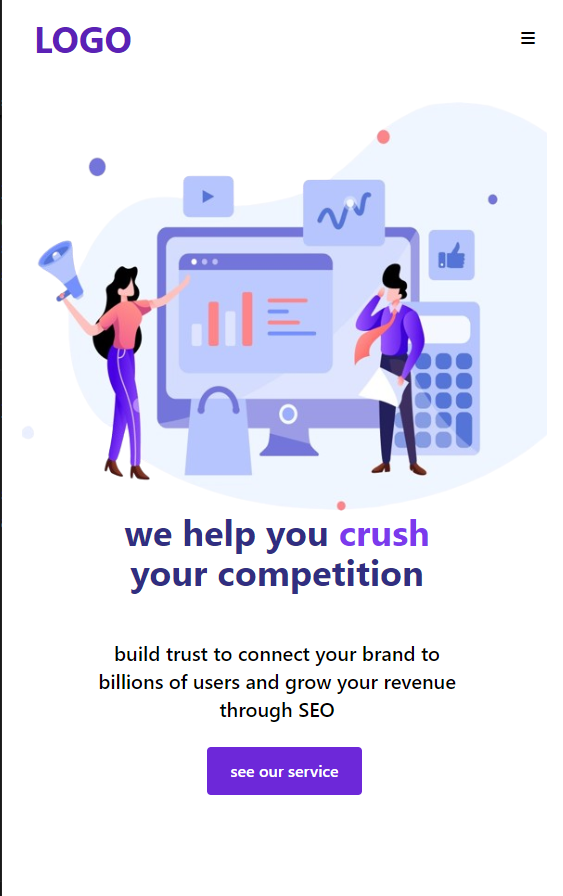 LOGO
we help you crush
your competition
build trust to connect your brand to
billions of users and grow your revenue
through SEO
see our service